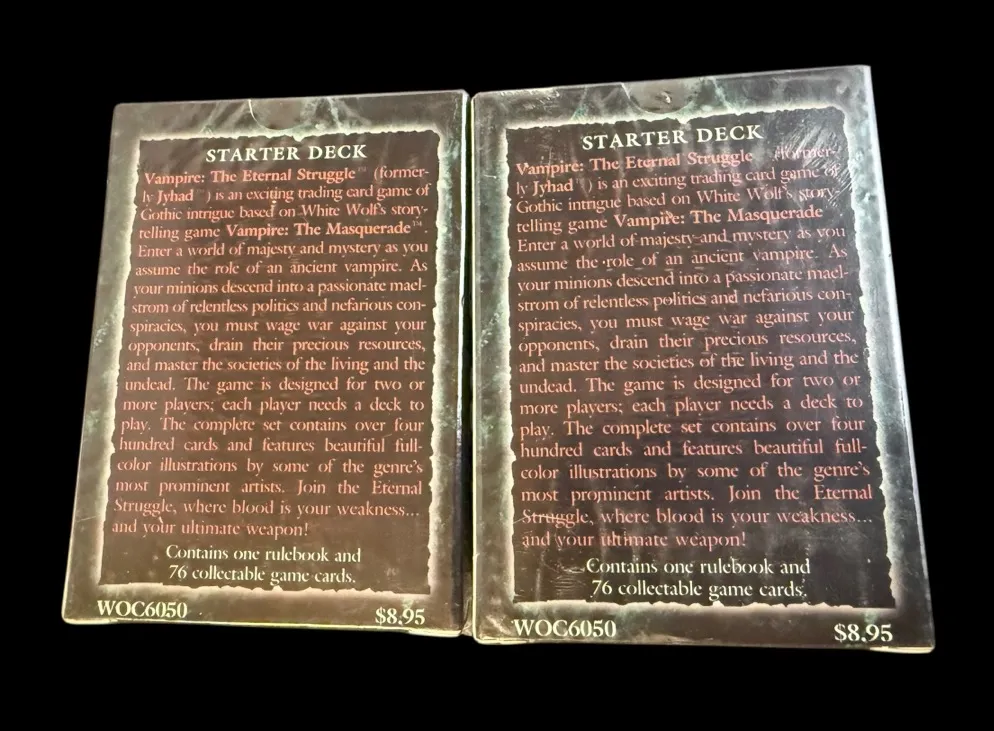 STARTER DECK
Vampire: The Eternal Struggle™ (former-
ly Jyhad™) is an exciting trading card game of
Gothic intrigue based on White Wolf's story-
telling game Vampire: The Masquerade™.
Enter a world of majesty and mystery as you
assume the role of an ancient vampire. As
your minions descend into a passionate mael-
strom of relentless politics and nefarious con-
spiracies, you must wage war against your
opponents, drain their precious resources,
and master the societies of the living and the
undead. The game is designed for two or
more players; each player needs a deck to
play. The complete set contains over four
hundred cards and features beautiful full-
color illustrations by some of the genre's
most prominent artists. Join the Eternal
Struggle, where blood is your weakness...
and your ultimate weapon!
Contains one rulebook and
76 collectable game cards.
WOC6050
$8.95
STARTER DECK
Vampire: The Eternal Struggle (former-
ly Jyhad ) is an exciting trading card game of
Gothic intrigue based on White Wolf's story-
telling game Vampire: The Masquerade
Enter a world of majesty and mystery as you
assume the role of an ancient vampire. As
your minions descend into a passionate mael-
strom of relentless politics and nefarious con-
spiracies, you must wage war against your
opponents, drain their precious resources,
and master the societies of the living and the
undead. The game is designed for two or
more players; each player needs a deck to
play. The complete set contains over four
hundred cards and features beautiful full-
color illustrations by some of the genre's
most prominent artists. Join the Eternal
Struggle, where blood is your weakness...
and your ultimate weapon!
Contains one rulebook and
76 collectable game cards.
WOC6050
$8.95